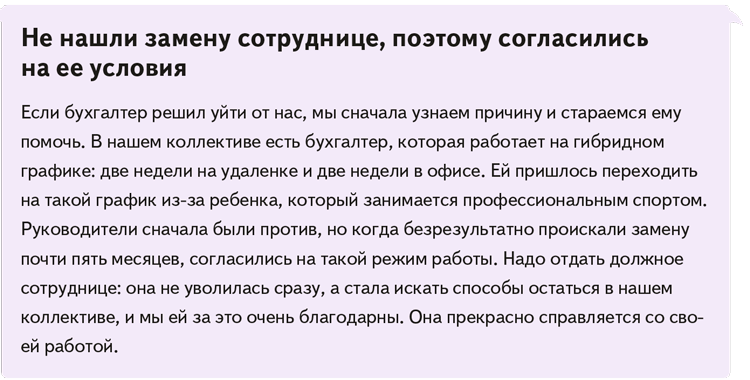 Не нашли замену сотруднице, поэтому согласились
на ее условия
Если бухгалтер решил уйти от нас, мы сначала узнаем причину и стараемся ему
помочь. В нашем коллективе есть бухгалтер, которая работает на гибридном
графике: две недели на удаленке и две недели в офисе. Ей пришлось переходить
на такой график из-за ребенка, который занимается профессиональным спортом.
Руководители сначала были против, но когда безрезультатно проискали замену
почти пять месяцев, согласились на такой режим работы. Надо отдать должное
сотруднице: она не уволилась сразу, а стала искать способы остаться в нашем
коллективе, и мы ей за это очень благодарны. Она прекрасно справляется со сво-
ей работой.